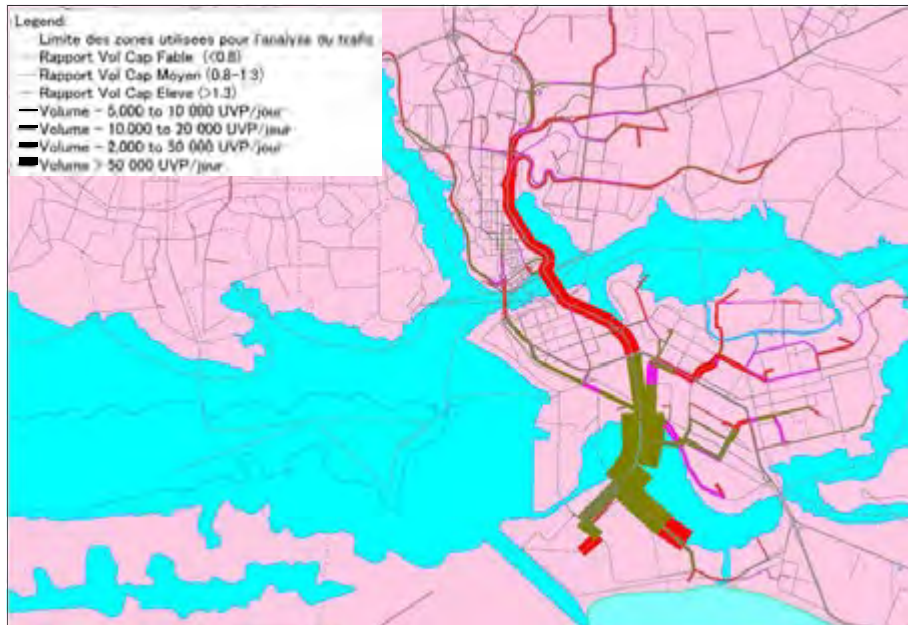 Legend:
Limite des zones utilisees pour l'analyse du trafic
Rapport Vol Cap Fable (<0.8)
Rapport Vol Cap Moyen (0.8-1.3)
Rapport Vol Cap Eleve (>1.3)
Volume - 5,000 to 10 000 UVP/jour
Volume - 10,000 to 20 000 UVP/jour
Volume - 2,000 to 50 000 UVP/jour
Volume > 50 000 UVP/jour